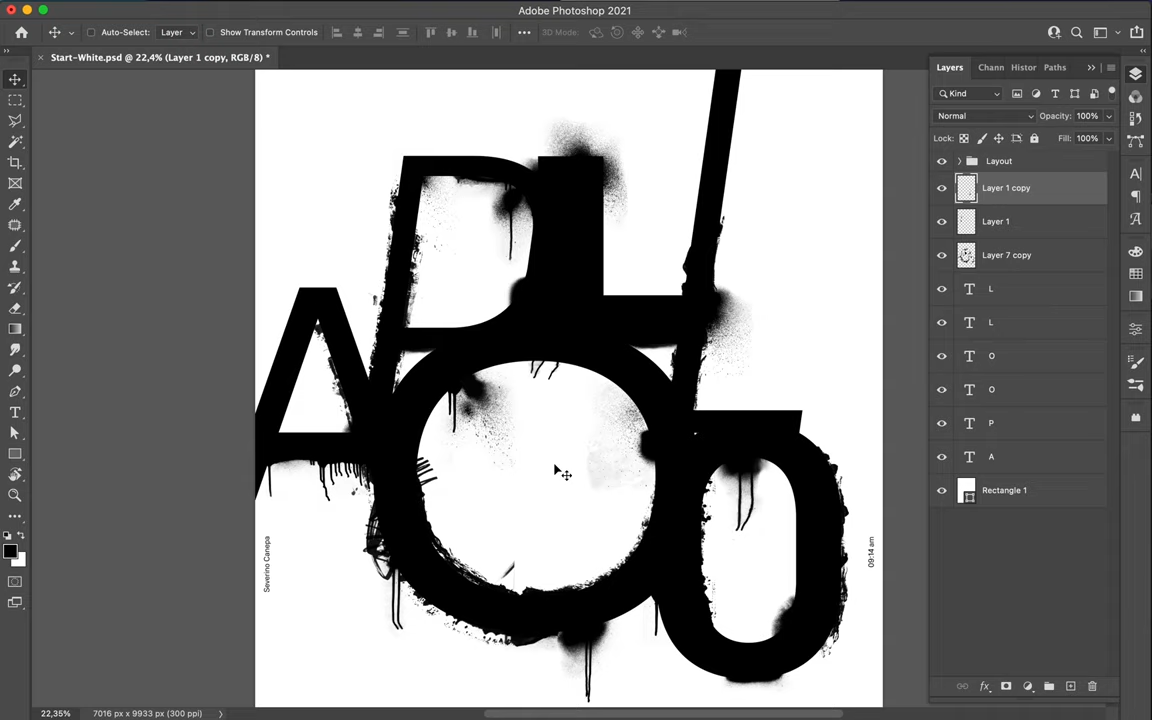 Adobe Photoshop 2021
Auto-Select: Layer Show Transform Controls 3D Mode:
Start-White.psd @ 22,4% (Layer 1 copy, RGB/8) *
Layers Chann Histor Paths
Kind
Normal Opacity: 100%
Lock: Fill: 100%
Layout
Layer 1 copy
Layer 1
Layer 7 copy
T L
T L
T O
T O
T P
T A
Rectangle 1
A
P
L
L
O
O
Severino Canepa
09:14 am
22,35% 7016 px x 9933 px (300 ppi)